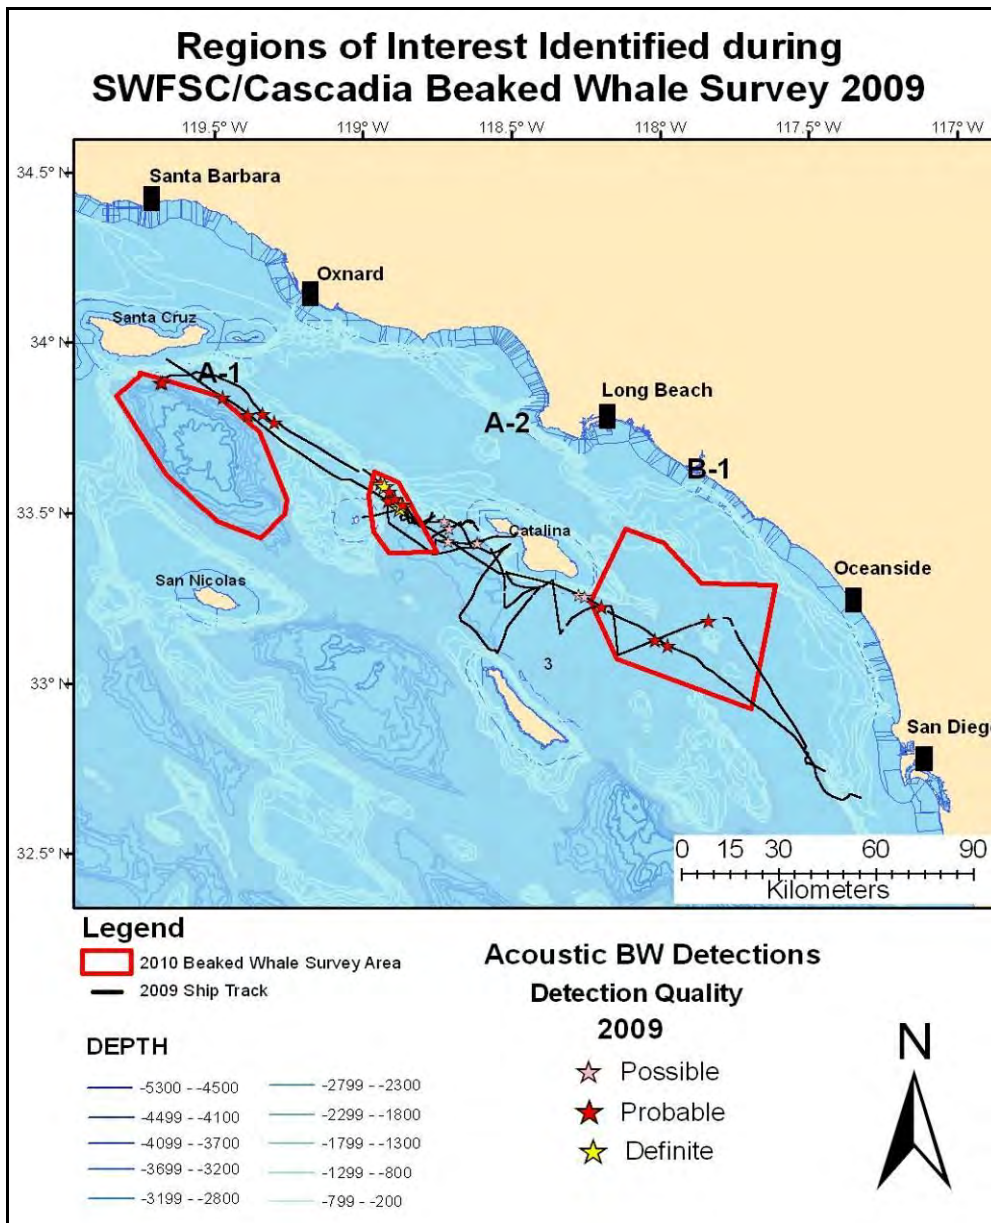 Regions of Interest Identified during
SWFSC/Cascadia Beaked Whale Survey 2009
119.5° W 119° W 118.5° W 118° W 117.5° W 117° W
34.5° N
Santa Barbara
Oxnard
Santa Cruz
34° N
A-1
Long Beach
A-2
B-1
33.5° N
Catalina
Oceanside
San Nicolas
33° N
3
San Dieg
32.5° N
0 15 30 60 90
Kilometers
Legend
2010 Beaked Whale Survey Area
2009 Ship Track
DEPTH
-5300 - -4500
-4499 - -4100
-4099 - -3700
-3699 - -3200
-3199 - -2800
-2799 - -2300
-2299 - -1800
-1799 - -1300
-1299 - -800
-799 - -200
Acoustic BW Detections
Detection Quality
2009
Possible
Probable
Definite
N